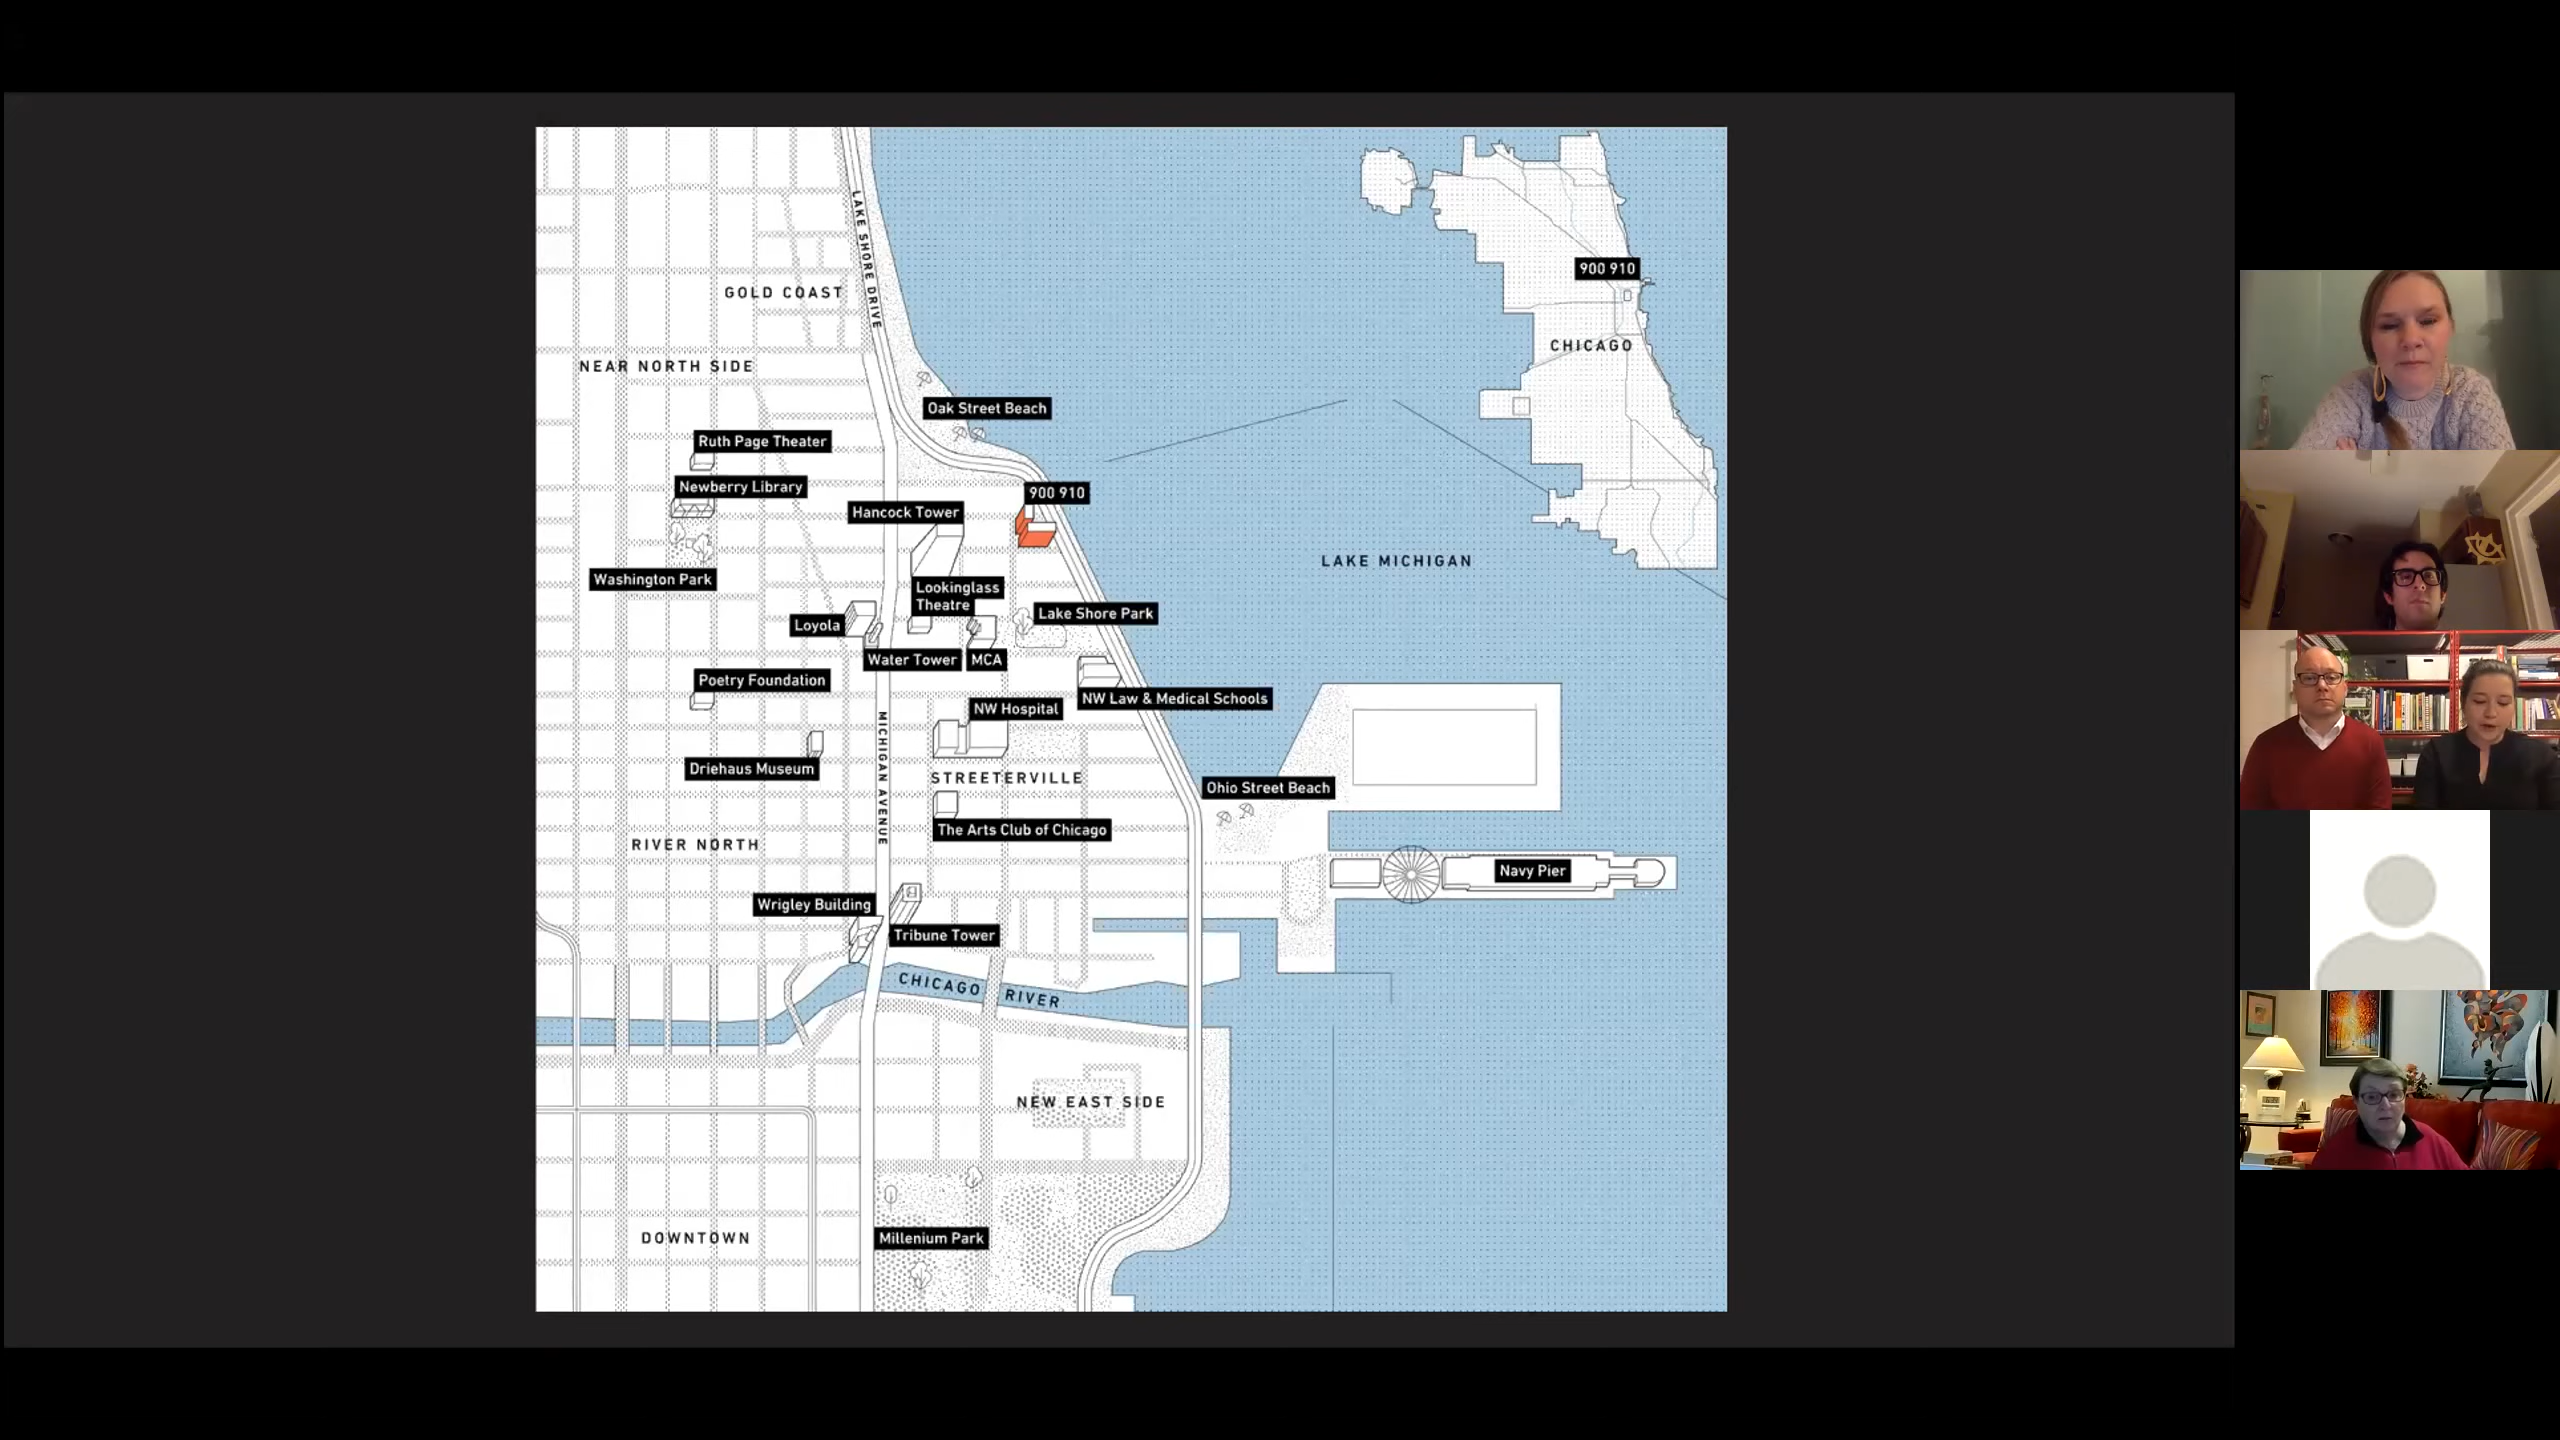 LAKE SHORE DRIVE
900 910
GOLD COAST
CHICAGO
NEAR NORTH SIDE
Oak Street Beach
Ruth Page Theater
Newberry Library
900 910
Hancock Tower
LAKE MICHIGAN
Washington Park
Lookinglass
Theatre
Lake Shore Park
Loyola
Water Tower
MCA
Poetry Foundation
NW Law & Medical Schools
NW Hospital
MICHIGAN AVENUE
Driehaus Museum
STREETERVILLE
Ohio Street Beach
The Arts Club of Chicago
RIVER NORTH
Navy Pier
Wrigley Building
Tribune Tower
CHICAGO RIVER
NEW EAST SIDE
DOWNTOWN
Millenium Park